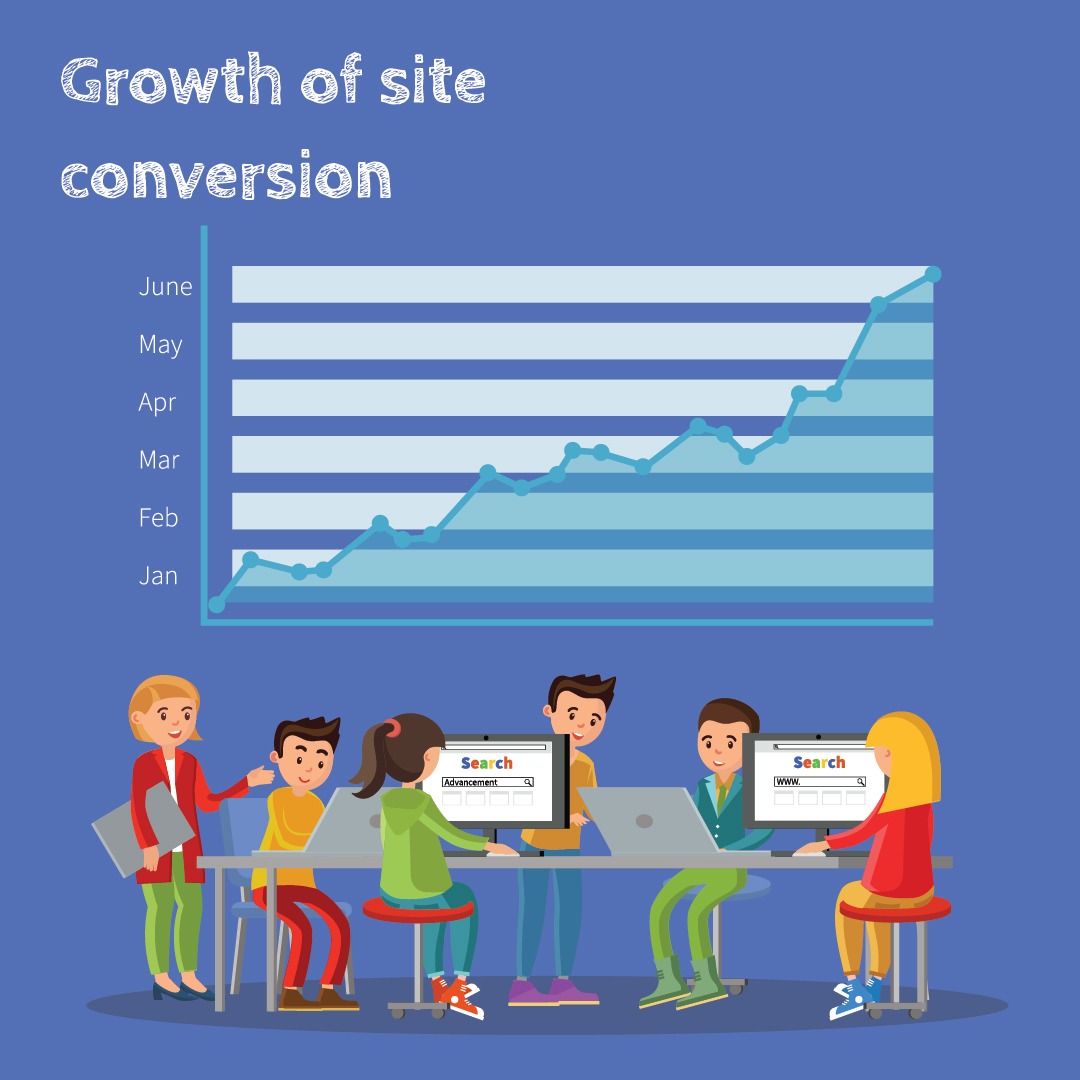 Growth of site
conversion
June
May
Apr
Mar
Feb
Jan
Search
Advancement
Search
WWW.